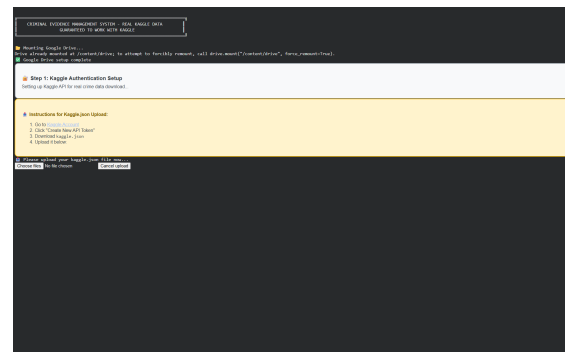 CRIMINAL EVIDENCE MANAGEMENT SYSTEM - REAL KAGGLE DATA
GUARANTEED TO WORK WITH KAGGLE
Mounting Google Drive...
Drive already mounted at /content/drive; to attempt to forcibly remount, call drive.mount("/content/drive", force_remount=True).
Google Drive setup complete
Step 1: Kaggle Authentication Setup
Setting up Kaggle API for real crime data download...
Instructions for Kaggle.json Upload:
1. Go to Kaggle Account
2. Click "Create New API Token"
3. Download kaggle.json
4. Upload it below
Please upload your kaggle.json file now...
Choose files No file chosen Cancel upload